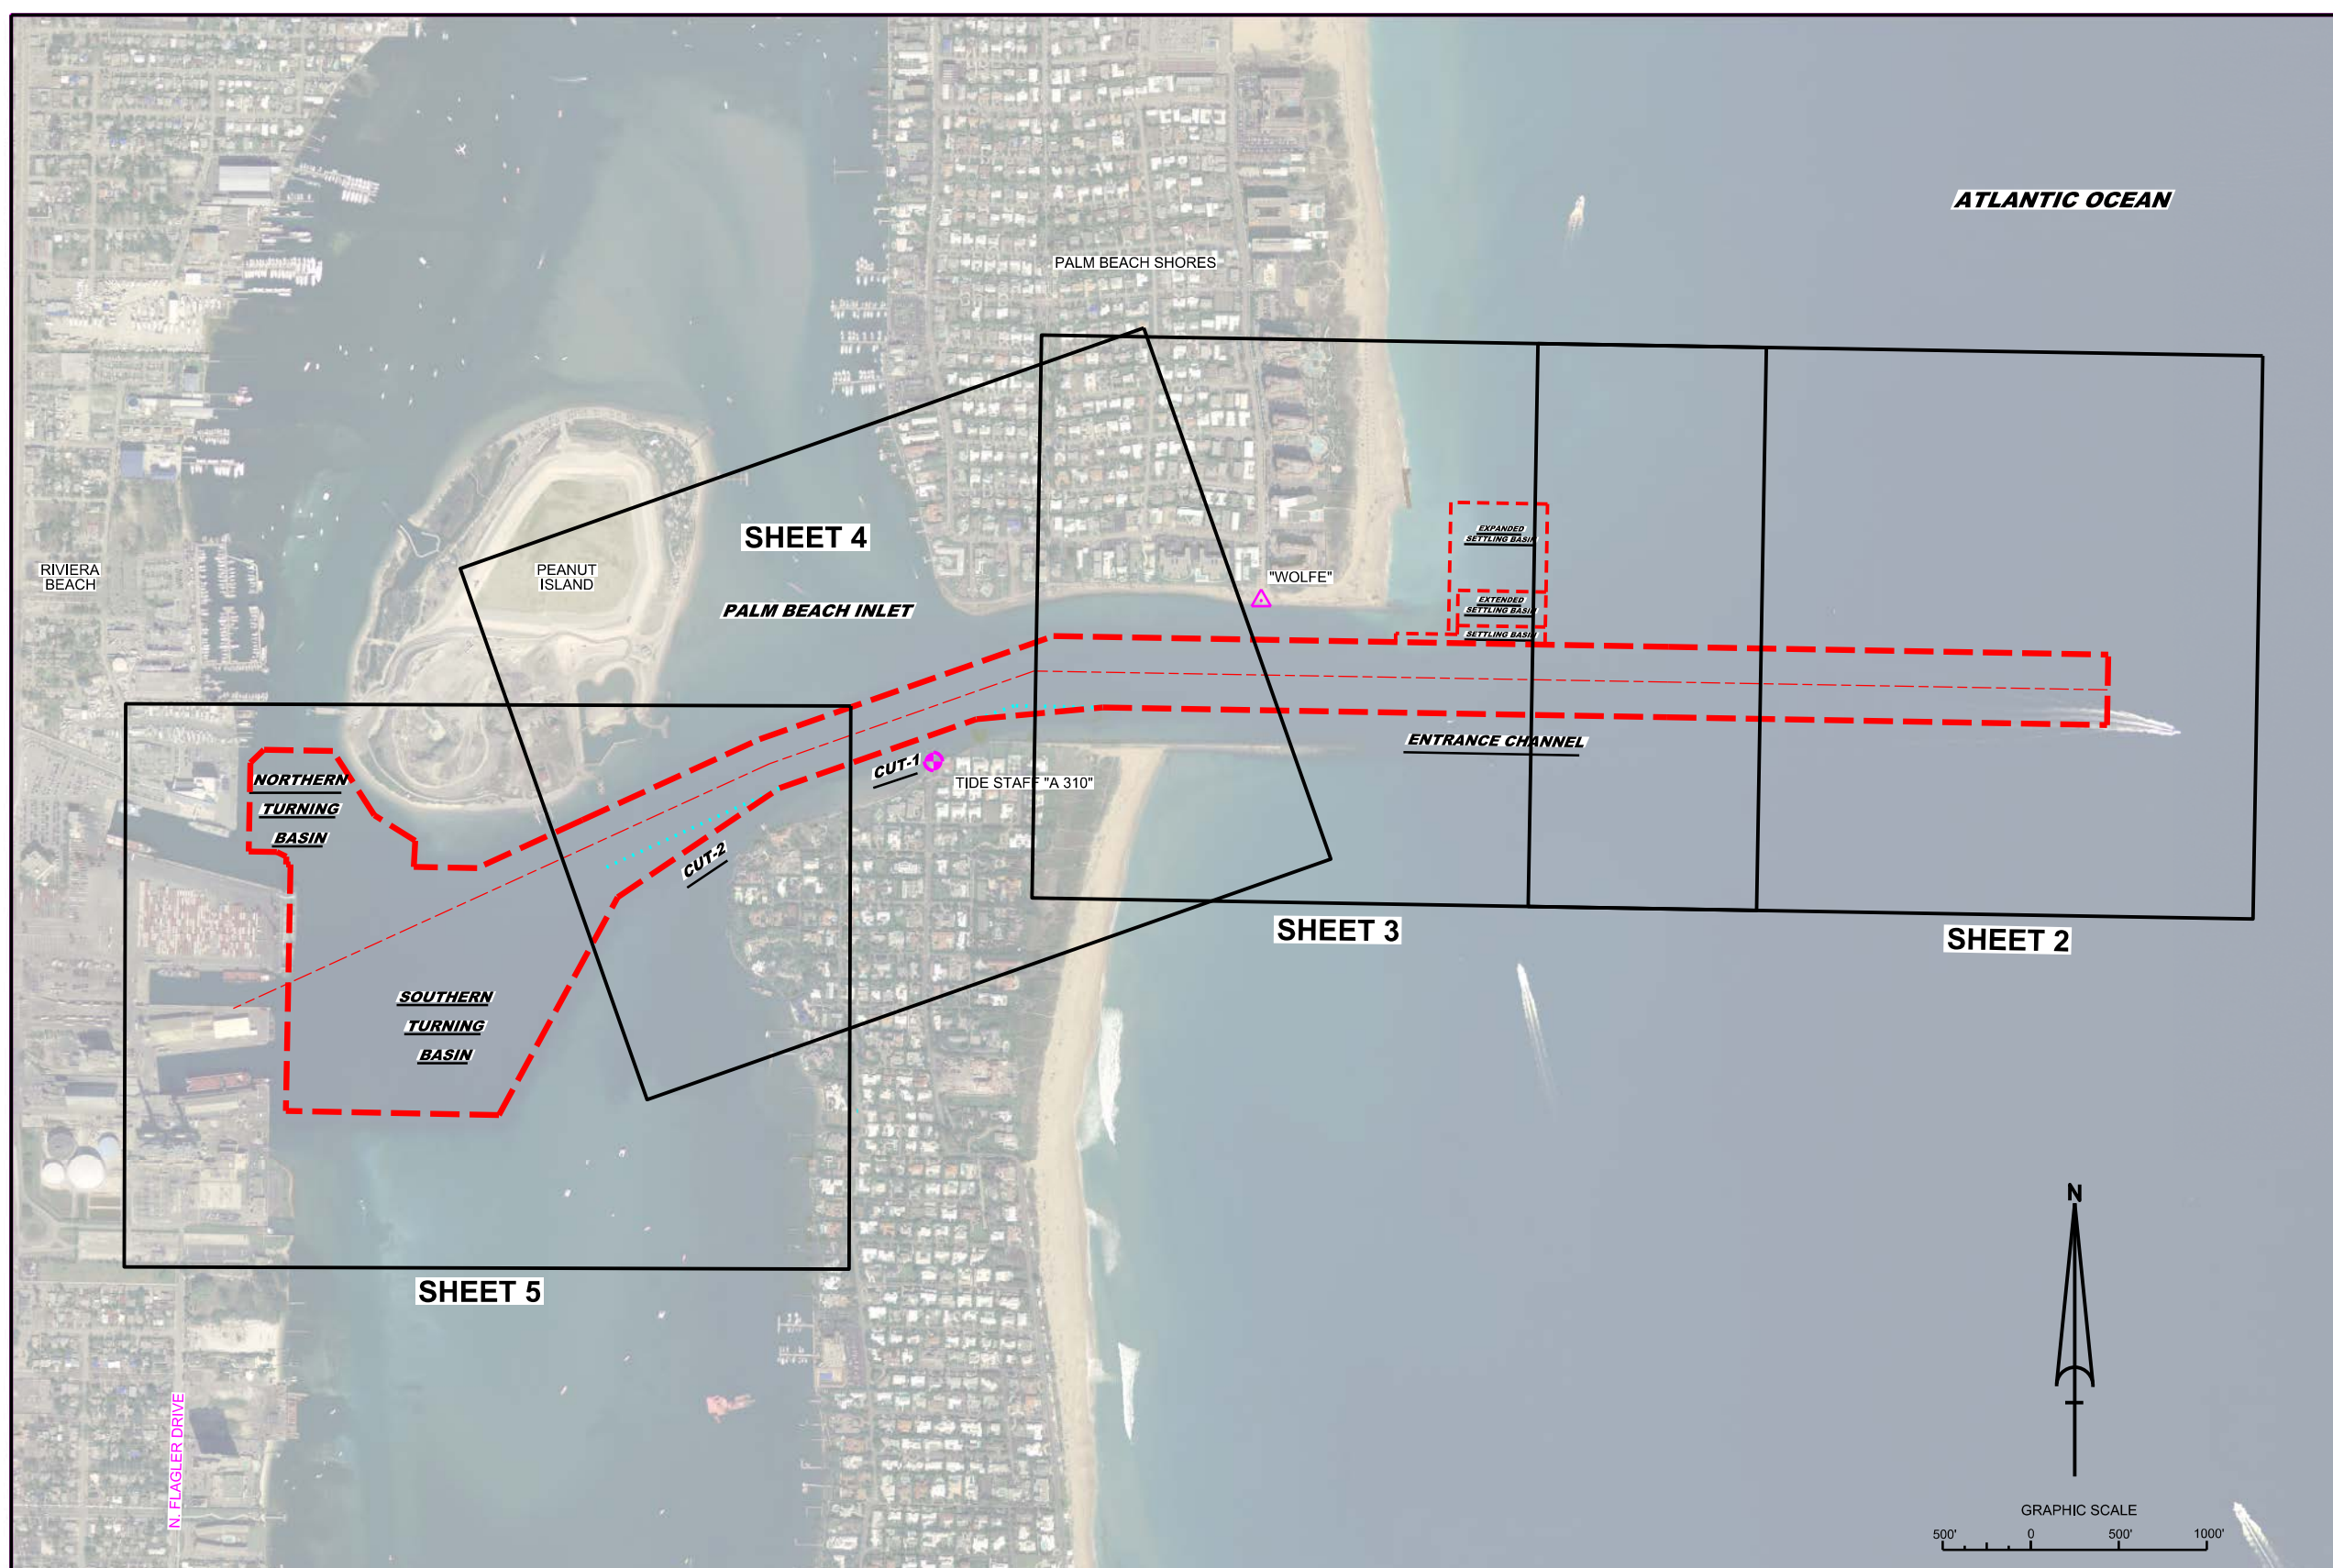 ATLANTIC OCEAN
PALM BEACH SHORES
SHEET 4
EXPANDED
SETTLING BASIN
RIVIERA
BEACH
PEANUT
ISLAND
"WOLFE"
PALM BEACH INLET
EXTENDED
SETTLING BASIN
SETTLING BASIN
ENTRANCE CHANNEL
CUT-1
TIDE STAFF "A 310"
NORTHERN
TURNING
BASIN
CUT-2
SHEET 3
SHEET 2
SOUTHERN
TURNING
BASIN
N
SHEET 5
N. FLAGLER DRIVE
GRAPHIC SCALE
500' 0 500' 1000'